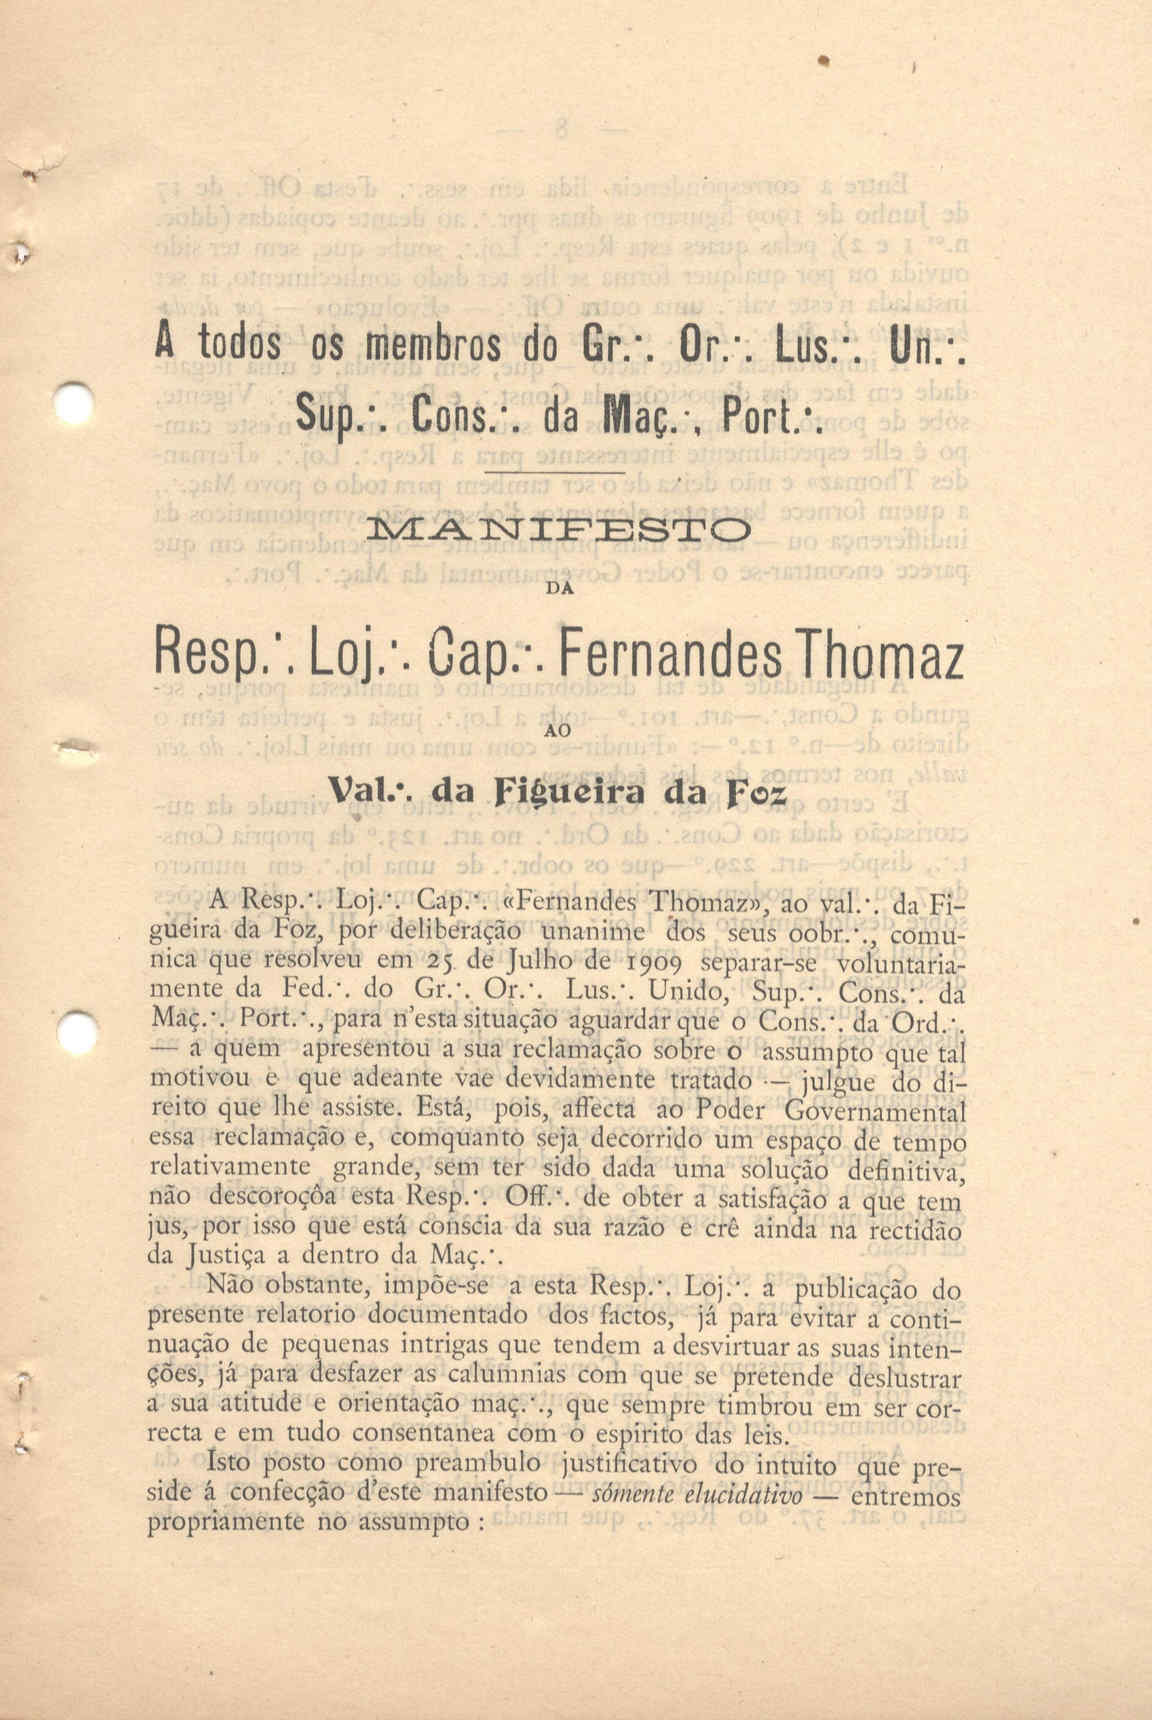 A todos os membros do Gr.∴ Or.∴ Lus.∴ Un.∴
Sup.∴ Cons.∴ da Maç.∴ Port.∴
MANIFESTO
DA
Resp.∴ Loj.∴ Cap.∴ Fernandes Thomaz
AO
Val.∴ da Figueira da Foz
A Resp.∴ Loj.∴ Cap.∴ «Fernandes Thomaz», ao val.∴ da Fi-
gueira da Foz, por deliberação unanime dos seus oobr.∴, comu-
nica que resolveu em 25 de Julho de 1909 separar-se voluntaria-
mente da Fed.∴ do Gr.∴ Or.∴ Lus.∴ Unido, Sup.∴ Cons.∴ da
Maç.∴ Port.∴, para n'esta situação aguardar que o Cons.∴ da Ord.∴
— a quem apresentou a sua reclamação sobre o assumpto que tal
motivou e que adeante vae devidamente tratado — julgue do di-
reito que lhe assiste. Está, pois, affecta ao Poder Governamental
essa reclamação e, comquanto seja decorrido um espaço de tempo
relativamente grande, sem ter sido dada uma solução definitiva,
não descoroçôa esta Resp.∴ Off.∴ de obter a satisfação a que tem
jus, por isso que está conscia da sua razão e crê ainda na rectidão
da Justiça a dentro da Maç.∴
Não obstante, impõe-se a esta Resp.∴ Loj.∴ a publicação do
presente relatorio documentado dos factos, já para evitar a conti-
nuação de pequenas intrigas que tendem a desvirtuar as suas inten-
ções, já para desfazer as calumnias com que se pretende deslustrar
a sua atitude e orientação maç.∴, que sempre timbrou em ser cor-
recta e em tudo consentanea com o espirito das leis.
Isto posto como preambulo justificativo do intuito que pre-
side á confecção d'este manifesto — sómente elucidativo — entremos
propriamente no assumpto :